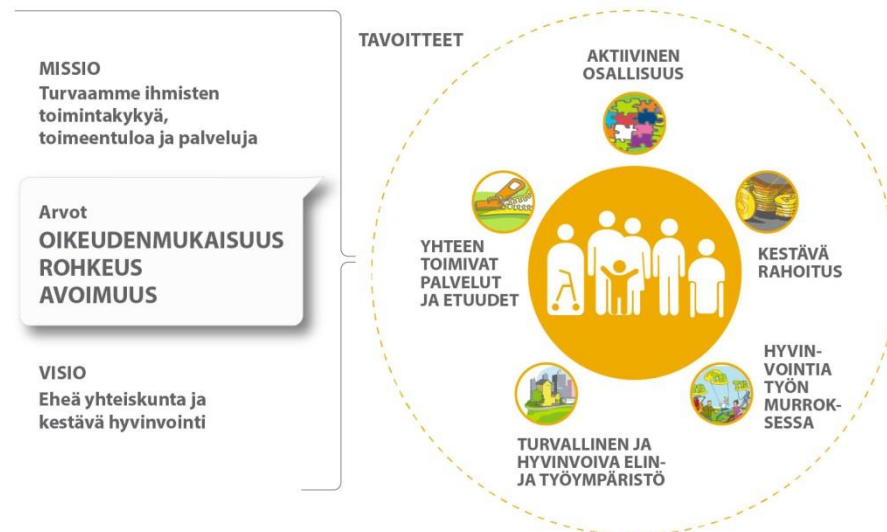 MISSIO
Turvaamme ihmisten
toimintakykyä,
toimeentuloa ja palveluja
Arvot
OIKEUDENMUKAISUUS
ROHKEUS
AVOIMUUS
VISIO
Eheä yhteiskunta ja
kestävä hyvinvointi
TAVOITTEET
AKTIIVINEN
OSALLISUUS
YHTEEN
TOIMIVAT
PALVELUT
JA ETUUDET
KESTÄVÄ
RAHOITUS
HYVIN-
VOINTIA
TYÖN
MURROK-
SESSA
TURVALLINEN JA
HYVINVOIVA ELIN-
JA TYÖYMPÄRISTÖ